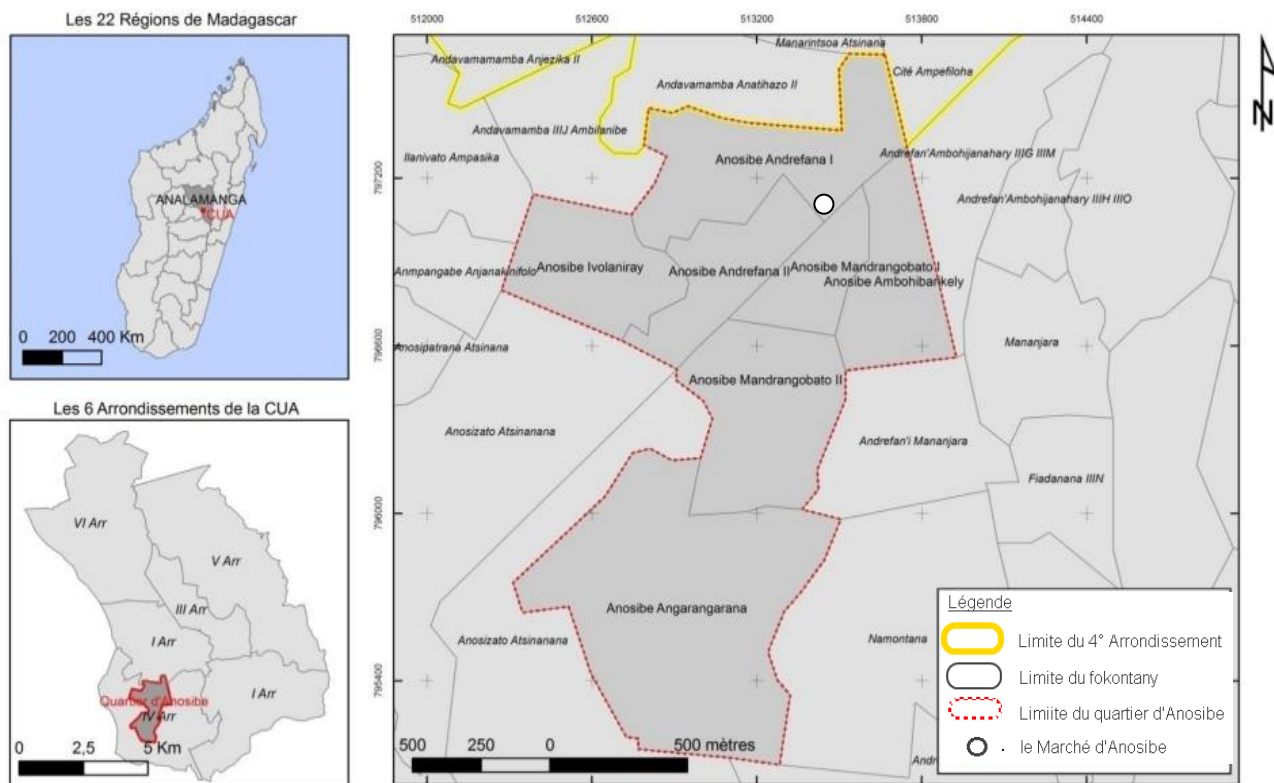 Les 22 Régions de Madagascar
ANALAMANGA
CUA
0 200 400 Km
Les 6 Arrondissements de la CUA
VI Arr
V Arr
III Arr
I Arr
I Arr
Quartier d'Anosibe
IV Arr
0 2,5 5 Km
512000 512600 513200 513800 514400
797200
796600
796000
795400
Manarintsoa Atsinana
Andavamamamba Anjezika II
Andavamamba Anatihazo II
Cité Ampefiloha
Andavamamba IIIJ Ambilanibe
Ilanivato Ampasika
Anosibe Andrefana I
Andrefan'Ambohijanahary IIIG IIIM
Andrefan'Ambohijanahary IIIH IIIO
Anmpangabe Anjanakinifolo
Anosibe Ivolaniray
Anosibe Andrefana II
Anosibe Mandrangobato I
Anosibe Ambohibarikely
Anosipatrana Atsinana
Mananjara
Anosibe Mandrangobato II
Anosizato Atsinanana
Andrefan'i Mananjara
Fiadanana IIIN
Anosibe Angarangarana
Anosizato Atsinanana
Namontana
Andr
500 250 0 500 mètres
N
Légende
Limite du 4° Arrondissement
Limite du fokontany
Limiite du quartier d'Anosibe
. le Marché d'Anosibe